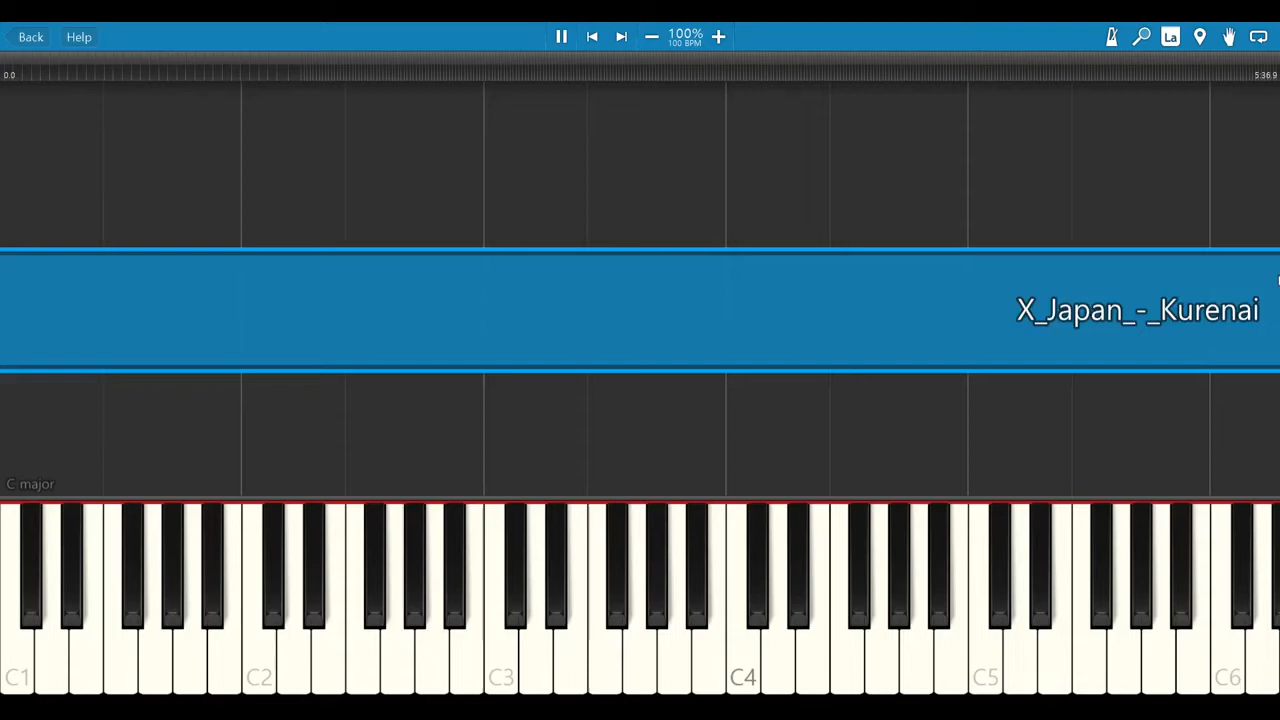 Back
Help
100%
100 BPM
La
0.0
5:36.9
X_Japan_-_Kurenai
C major
C1
C2
C3
C4
C5
C6